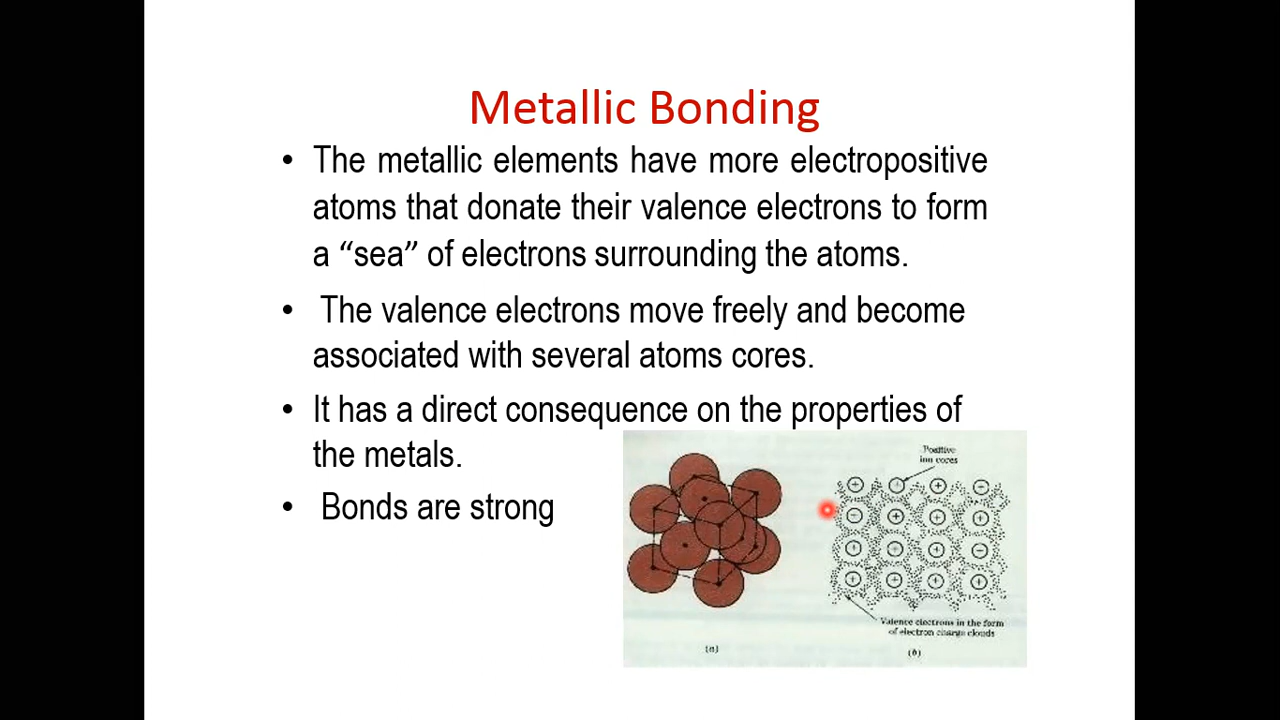 Metallic Bonding
• The metallic elements have more electropositive
atoms that donate their valence electrons to form
a “sea” of electrons surrounding the atoms.
• The valence electrons move freely and become
associated with several atoms cores.
• It has a direct consequence on the properties of
the metals.
• Bonds are strong
Positive
ion cores
Valence electrons in the form
of electron charge clouds
(a)
(b)